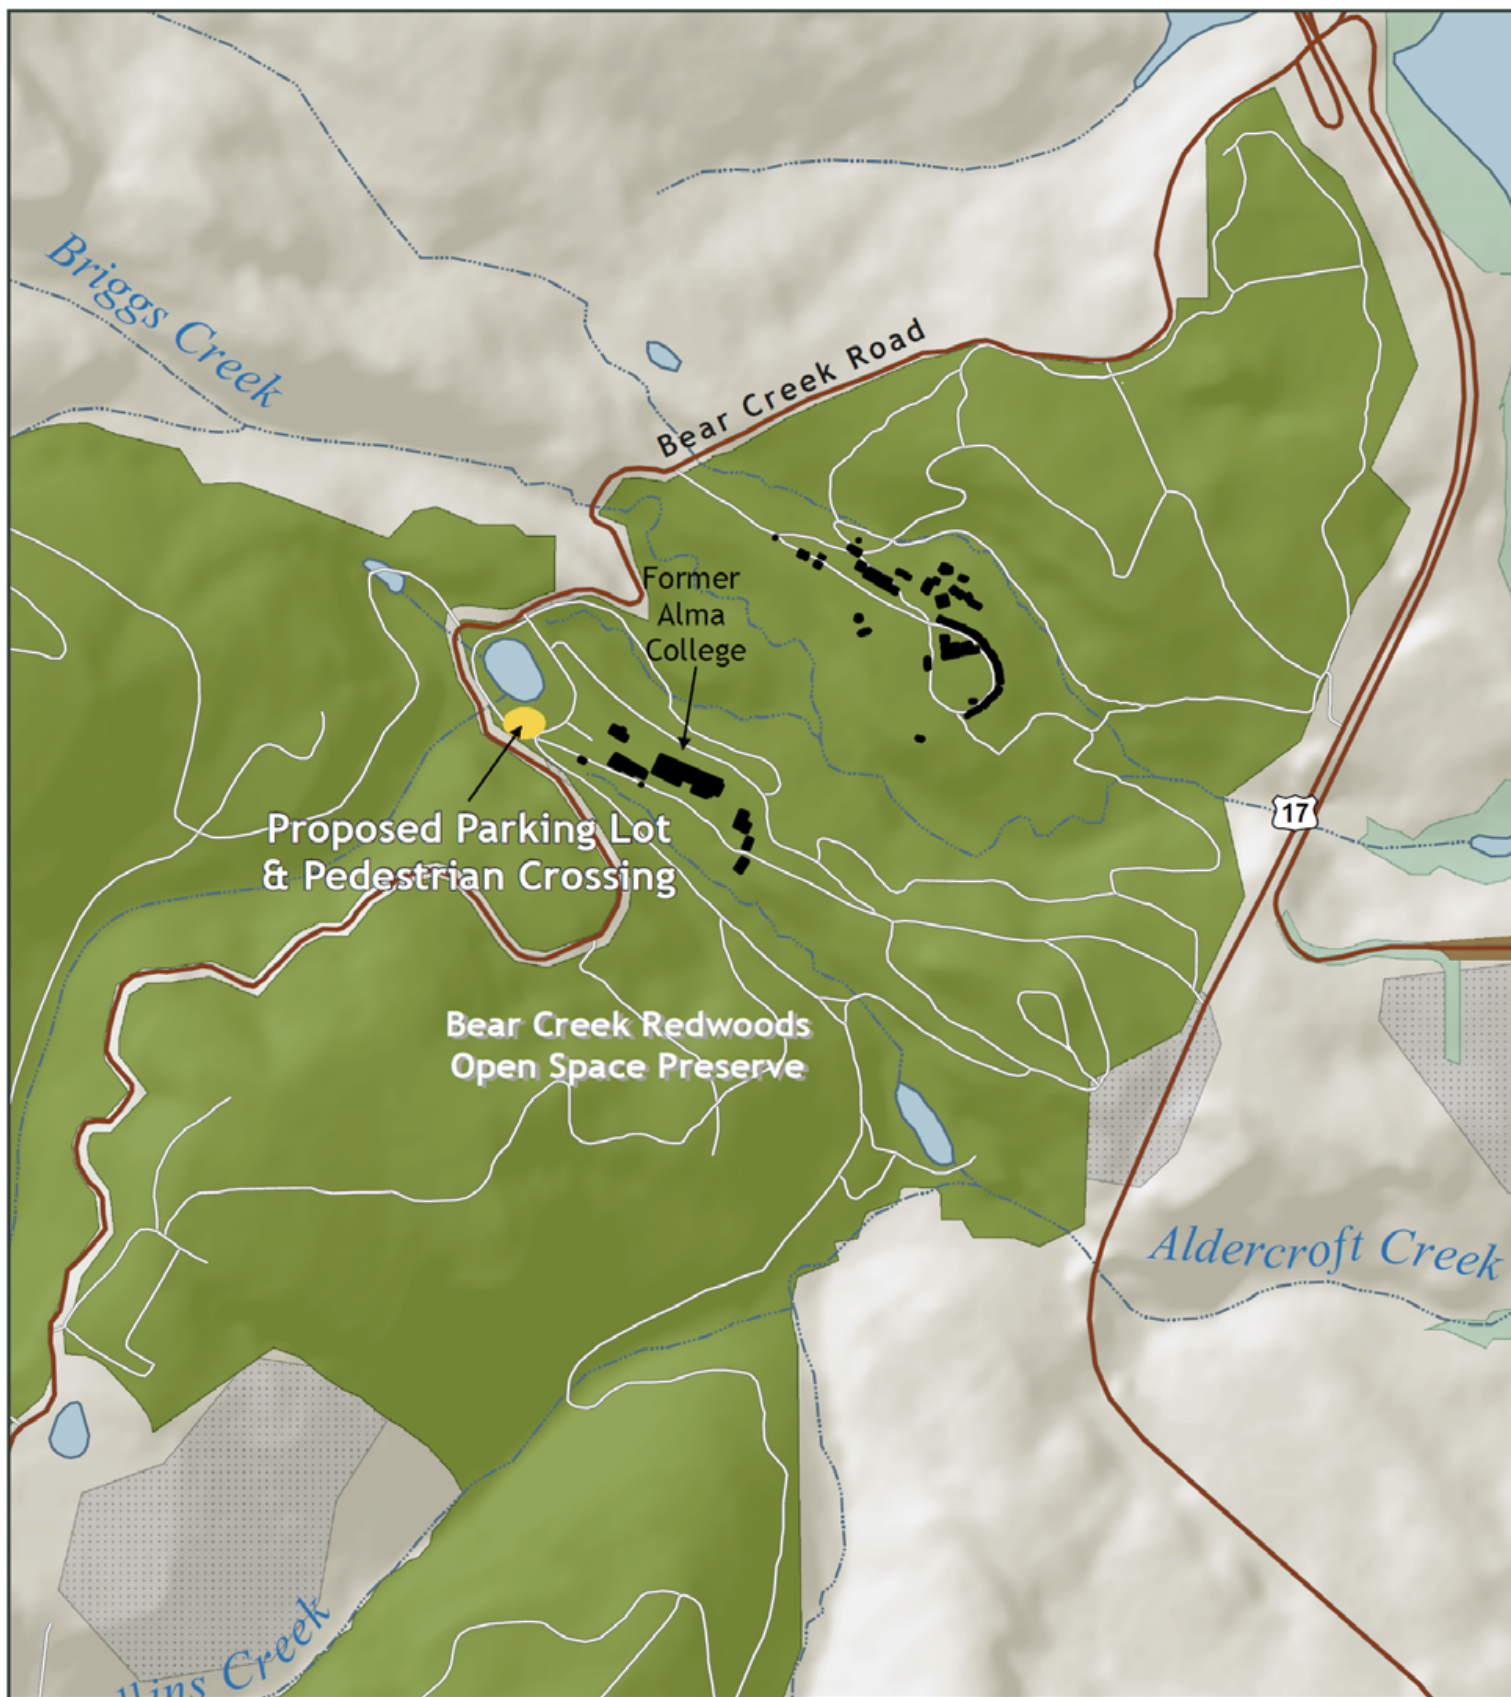 Briggs Creek
Bear Creek Road
Former
Alma
College
17
Proposed Parking Lot
& Pedestrian Crossing
Bear Creek Redwoods
Open Space Preserve
Aldercroft Creek
Creek